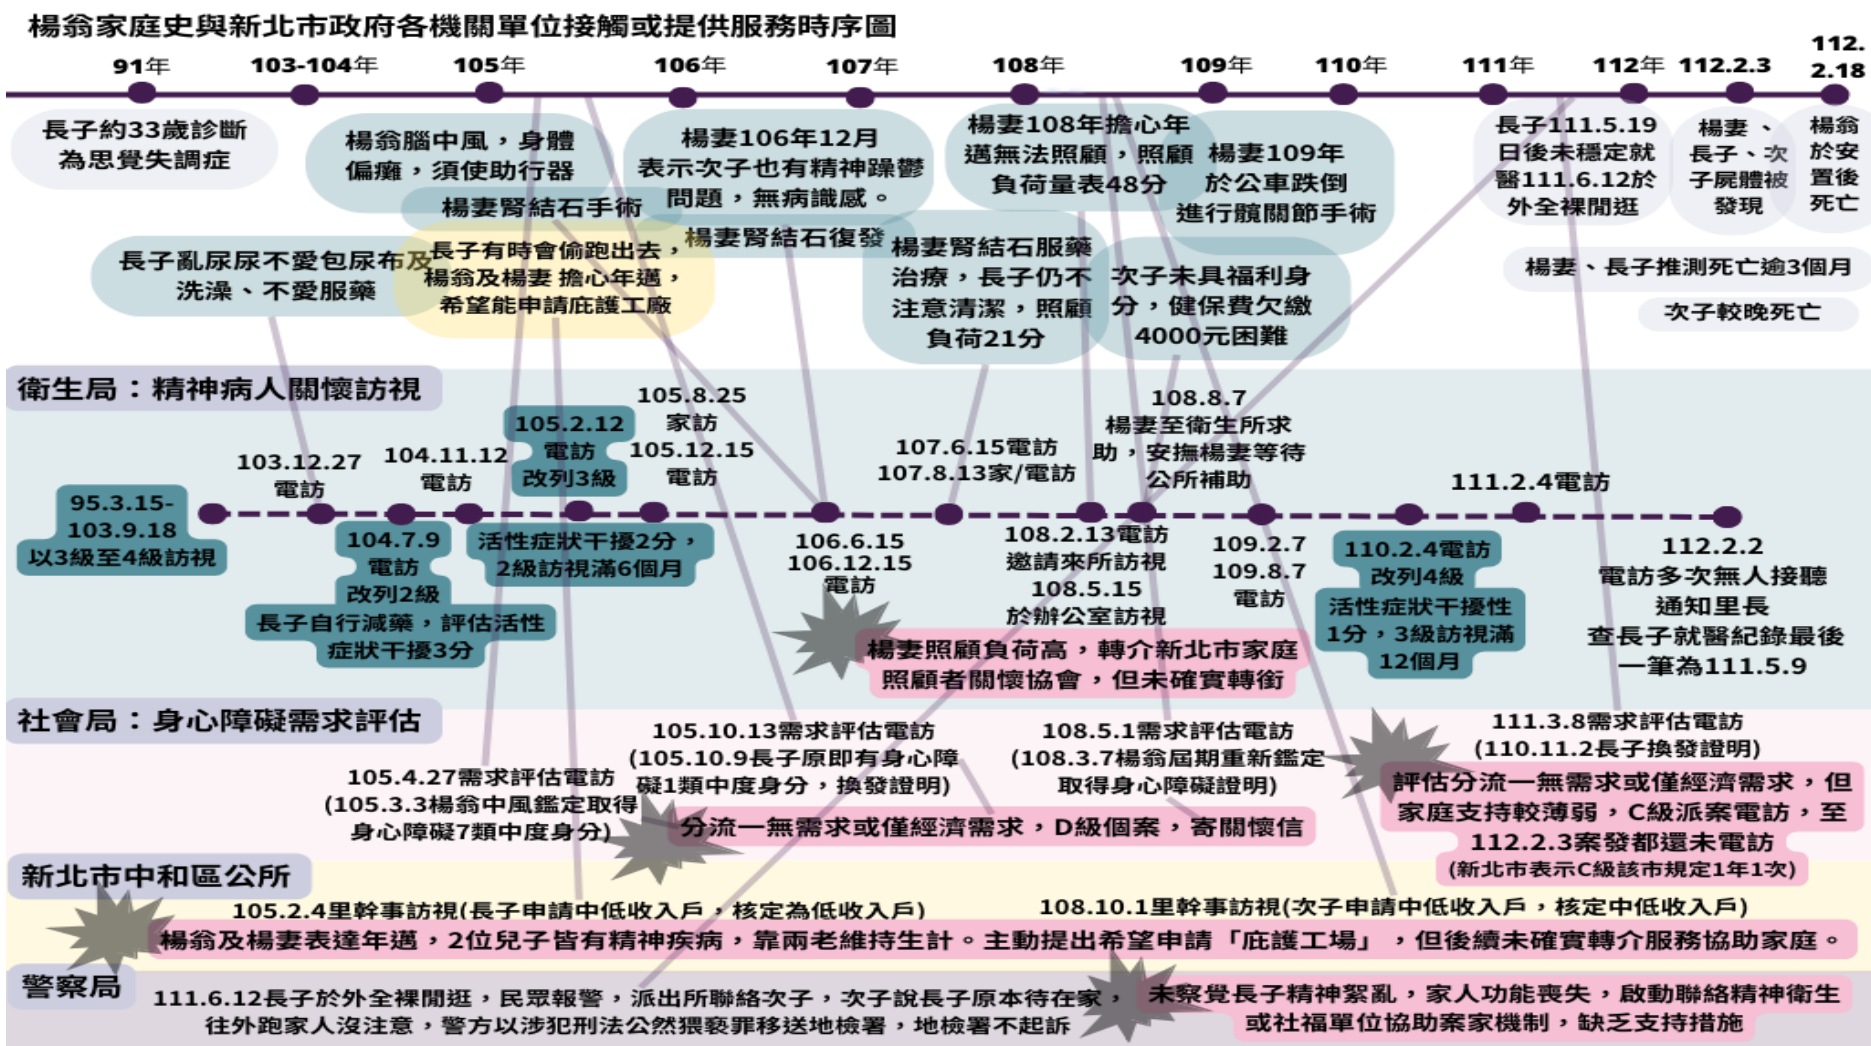 楊翁家庭史與新北市政府各機關單位接觸或提供服務時序圖
91年
103-104年
105年
106年
107年
108年
109年
110年
111年
112年
112.2.3
112.
2.18
長子約33歲診斷
為思覺失調症
楊翁腦中風，身體
偏癱，須使助行器
楊妻腎結石手術
長子亂尿尿不愛包尿布及
洗澡、不愛服藥
長子有時會偷跑出去，
楊翁及楊妻 擔心年邁，
希望能申請庇護工廠
楊妻106年12月
表示次子也有精神躁鬱
問題，無病識感。
楊妻腎結石復發
楊妻腎結石服藥
治療，長子仍不
注意清潔，照顧
負荷21分
楊妻108年擔心年
邁無法照顧，照顧
負荷量表48分
楊妻109年
於公車跌倒
進行髖關節手術
次子未具福利身
分，健保費欠繳
4000元困難
長子111.5.19
日後未穩定就
醫111.6.12於
外全裸閒逛
楊妻、
長子、次
子屍體被
發現
楊翁
於安
置後
死亡
楊妻、長子推測死亡逾3個月
次子較晚死亡
衛生局：精神病人關懷訪視
95.3.15-
103.9.18
以3級至4級訪視
103.12.27
電訪
104.7.9
電訪
改列2級
長子自行減藥，評估活性
症狀干擾3分
104.11.12
電訪
105.2.12
電訪
改列3級
活性症狀干擾2分，
2級訪視滿6個月
105.8.25
家訪
105.12.15
電訪
106.6.15
106.12.15
電訪
楊妻照顧負荷高，轉介新北市家庭
照顧者關懷協會，但未確實轉銜
107.6.15電訪
107.8.13家/電訪
108.2.13電訪
邀請來所訪視
108.5.15
於辦公室訪視
108.8.7
楊妻至衛生所求
助，安撫楊妻等待
公所補助
109.2.7
109.8.7
電訪
110.2.4電訪
改列4級
活性症狀干擾性
1分，3級訪視滿
12個月
111.2.4電訪
112.2.2
電訪多次無人接聽
通知里長
查長子就醫紀錄最後
一筆為111.5.9
社會局：身心障礙需求評估
105.4.27需求評估電訪
(105.3.3楊翁中風鑑定取得
身心障礙7類中度身分)
105.10.13需求評估電訪
(105.10.9長子原即有身心障
礙1類中度身分，換發證明)
108.5.1需求評估電訪
(108.3.7楊翁屆期重新鑑定
取得身心障礙證明)
分流一無需求或僅經濟需求，D級個案，寄關懷信
111.3.8需求評估電訪
(110.11.2長子換發證明)
評估分流一無需求或僅經濟需求，但
家庭支持較薄弱，C級派案電訪，至
112.2.3案發都還未電訪
(新北市表示C級該市規定1年1次)
新北市中和區公所
105.2.4里幹事訪視(長子申請中低收入戶，核定為低收入戶)
108.10.1里幹事訪視(次子申請中低收入戶，核定中低收入戶)
楊翁及楊妻表達年邁，2位兒子皆有精神疾病，靠兩老維持生計。主動提出希望申請「庇護工場」，但後續未確實轉介服務協助家庭。
警察局
111.6.12長子於外全裸閒逛，民眾報警，派出所聯絡次子，次子說長子原本待在家，
往外跑家人沒注意，警方以涉犯刑法公然猥褻罪移送地檢署，地檢署不起訴
未察覺長子精神紊亂，家人功能喪失，啟動聯絡精神衛生
或社福單位協助案家機制，缺乏支持措施